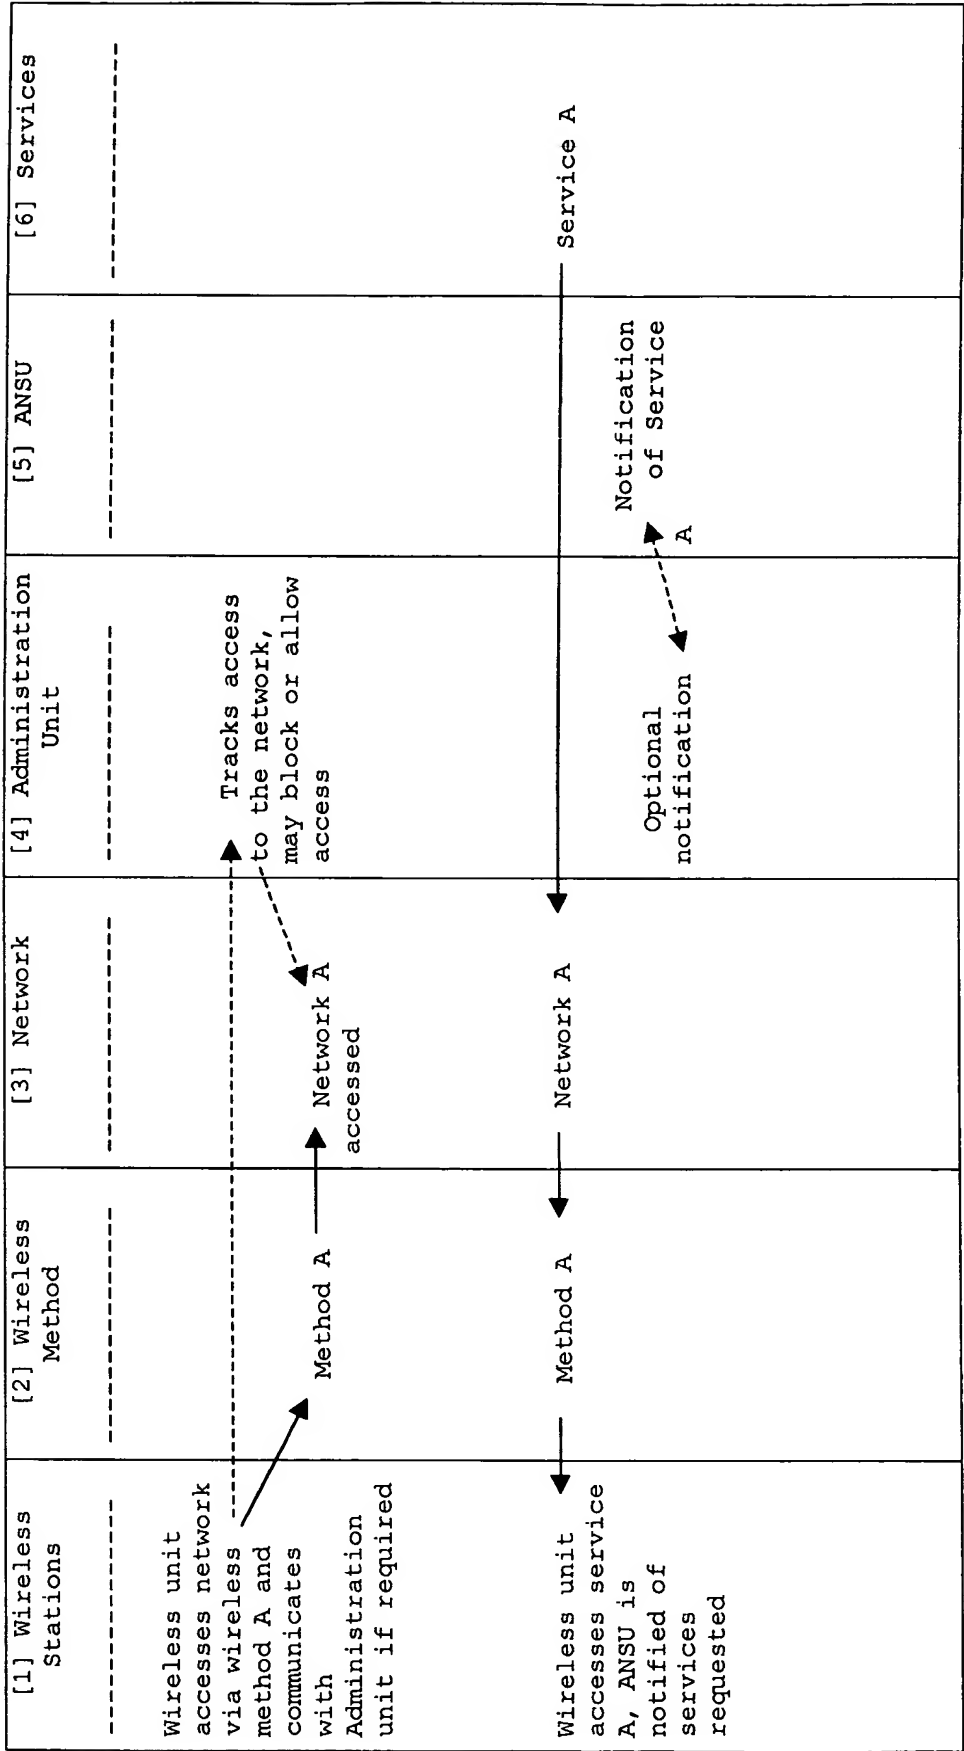 [1] Wireless
Stations
----------------
Wireless unit
accesses network
via wireless
method A and
communicates
with
Administration
unit if required
Wireless unit
accesses service
A, ANSU is
notified of
services
requested
[2] Wireless
Method
----------------
Method A
Method A
[3] Network
----------------
Network A
accessed
Network A
[4] Administration
Unit
----------------
Tracks access
to the network,
may block or allow
access
Optional
notification
[5] ANSU
---------------
Notification
of Service
A
[6] Services
----------------
Service A